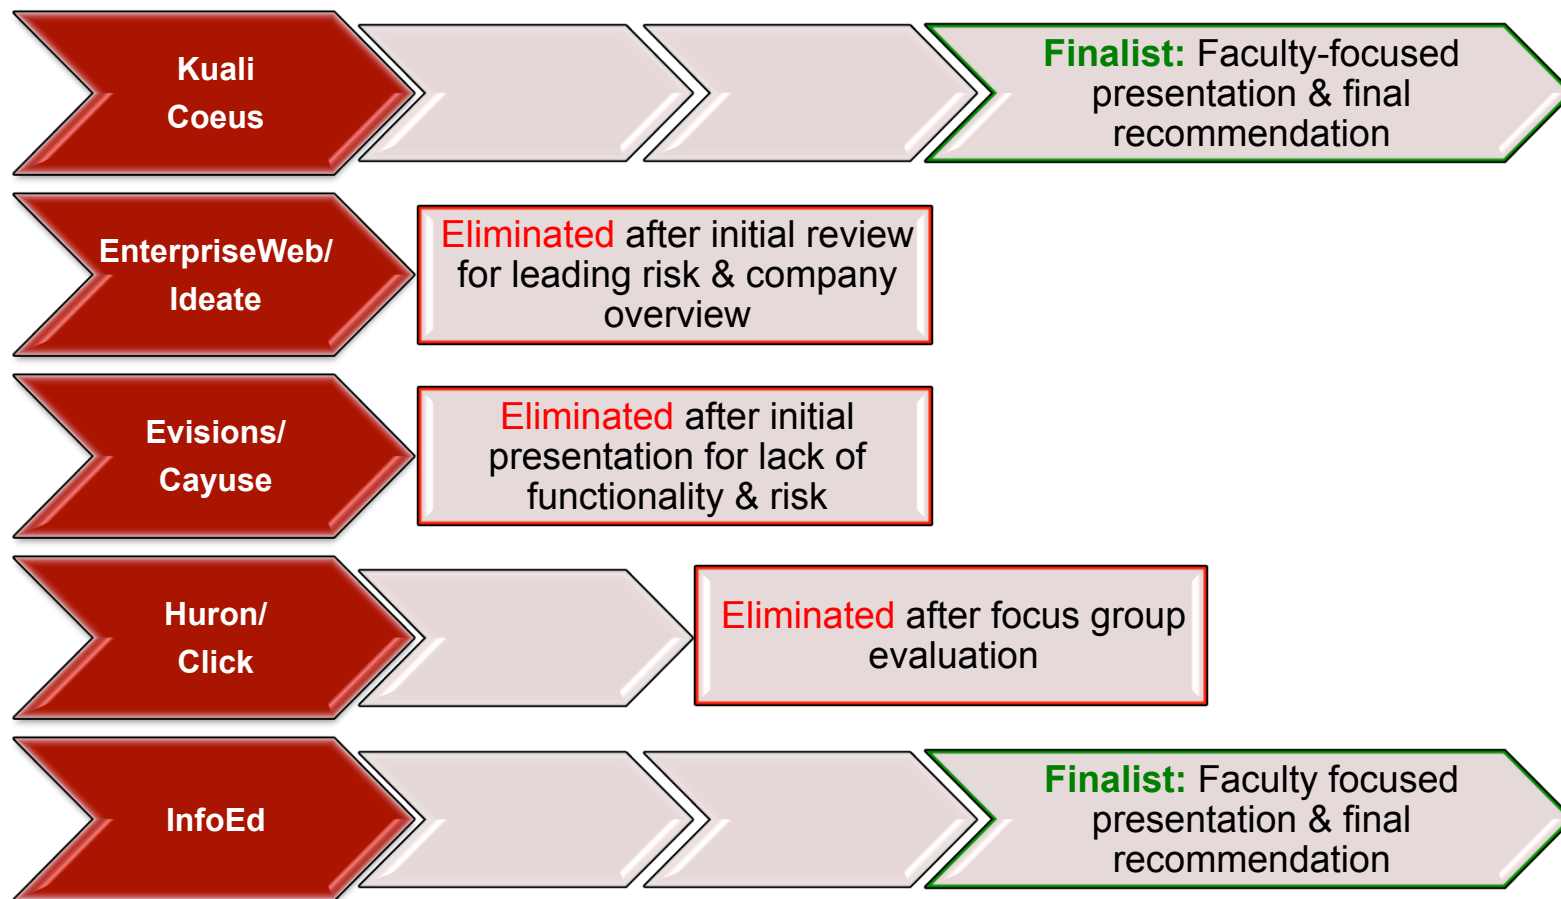 Kuali
Coeus
Finalist: Faculty-focused
presentation & final
recommendation
EnterpriseWeb/
Ideate
Eliminated after initial review
for leading risk & company
overview
Evisions/
Cayuse
Eliminated after initial
presentation for lack of
functionality & risk
Huron/
Click
Eliminated after focus group
evaluation
InfoEd
Finalist: Faculty focused
presentation & final
recommendation